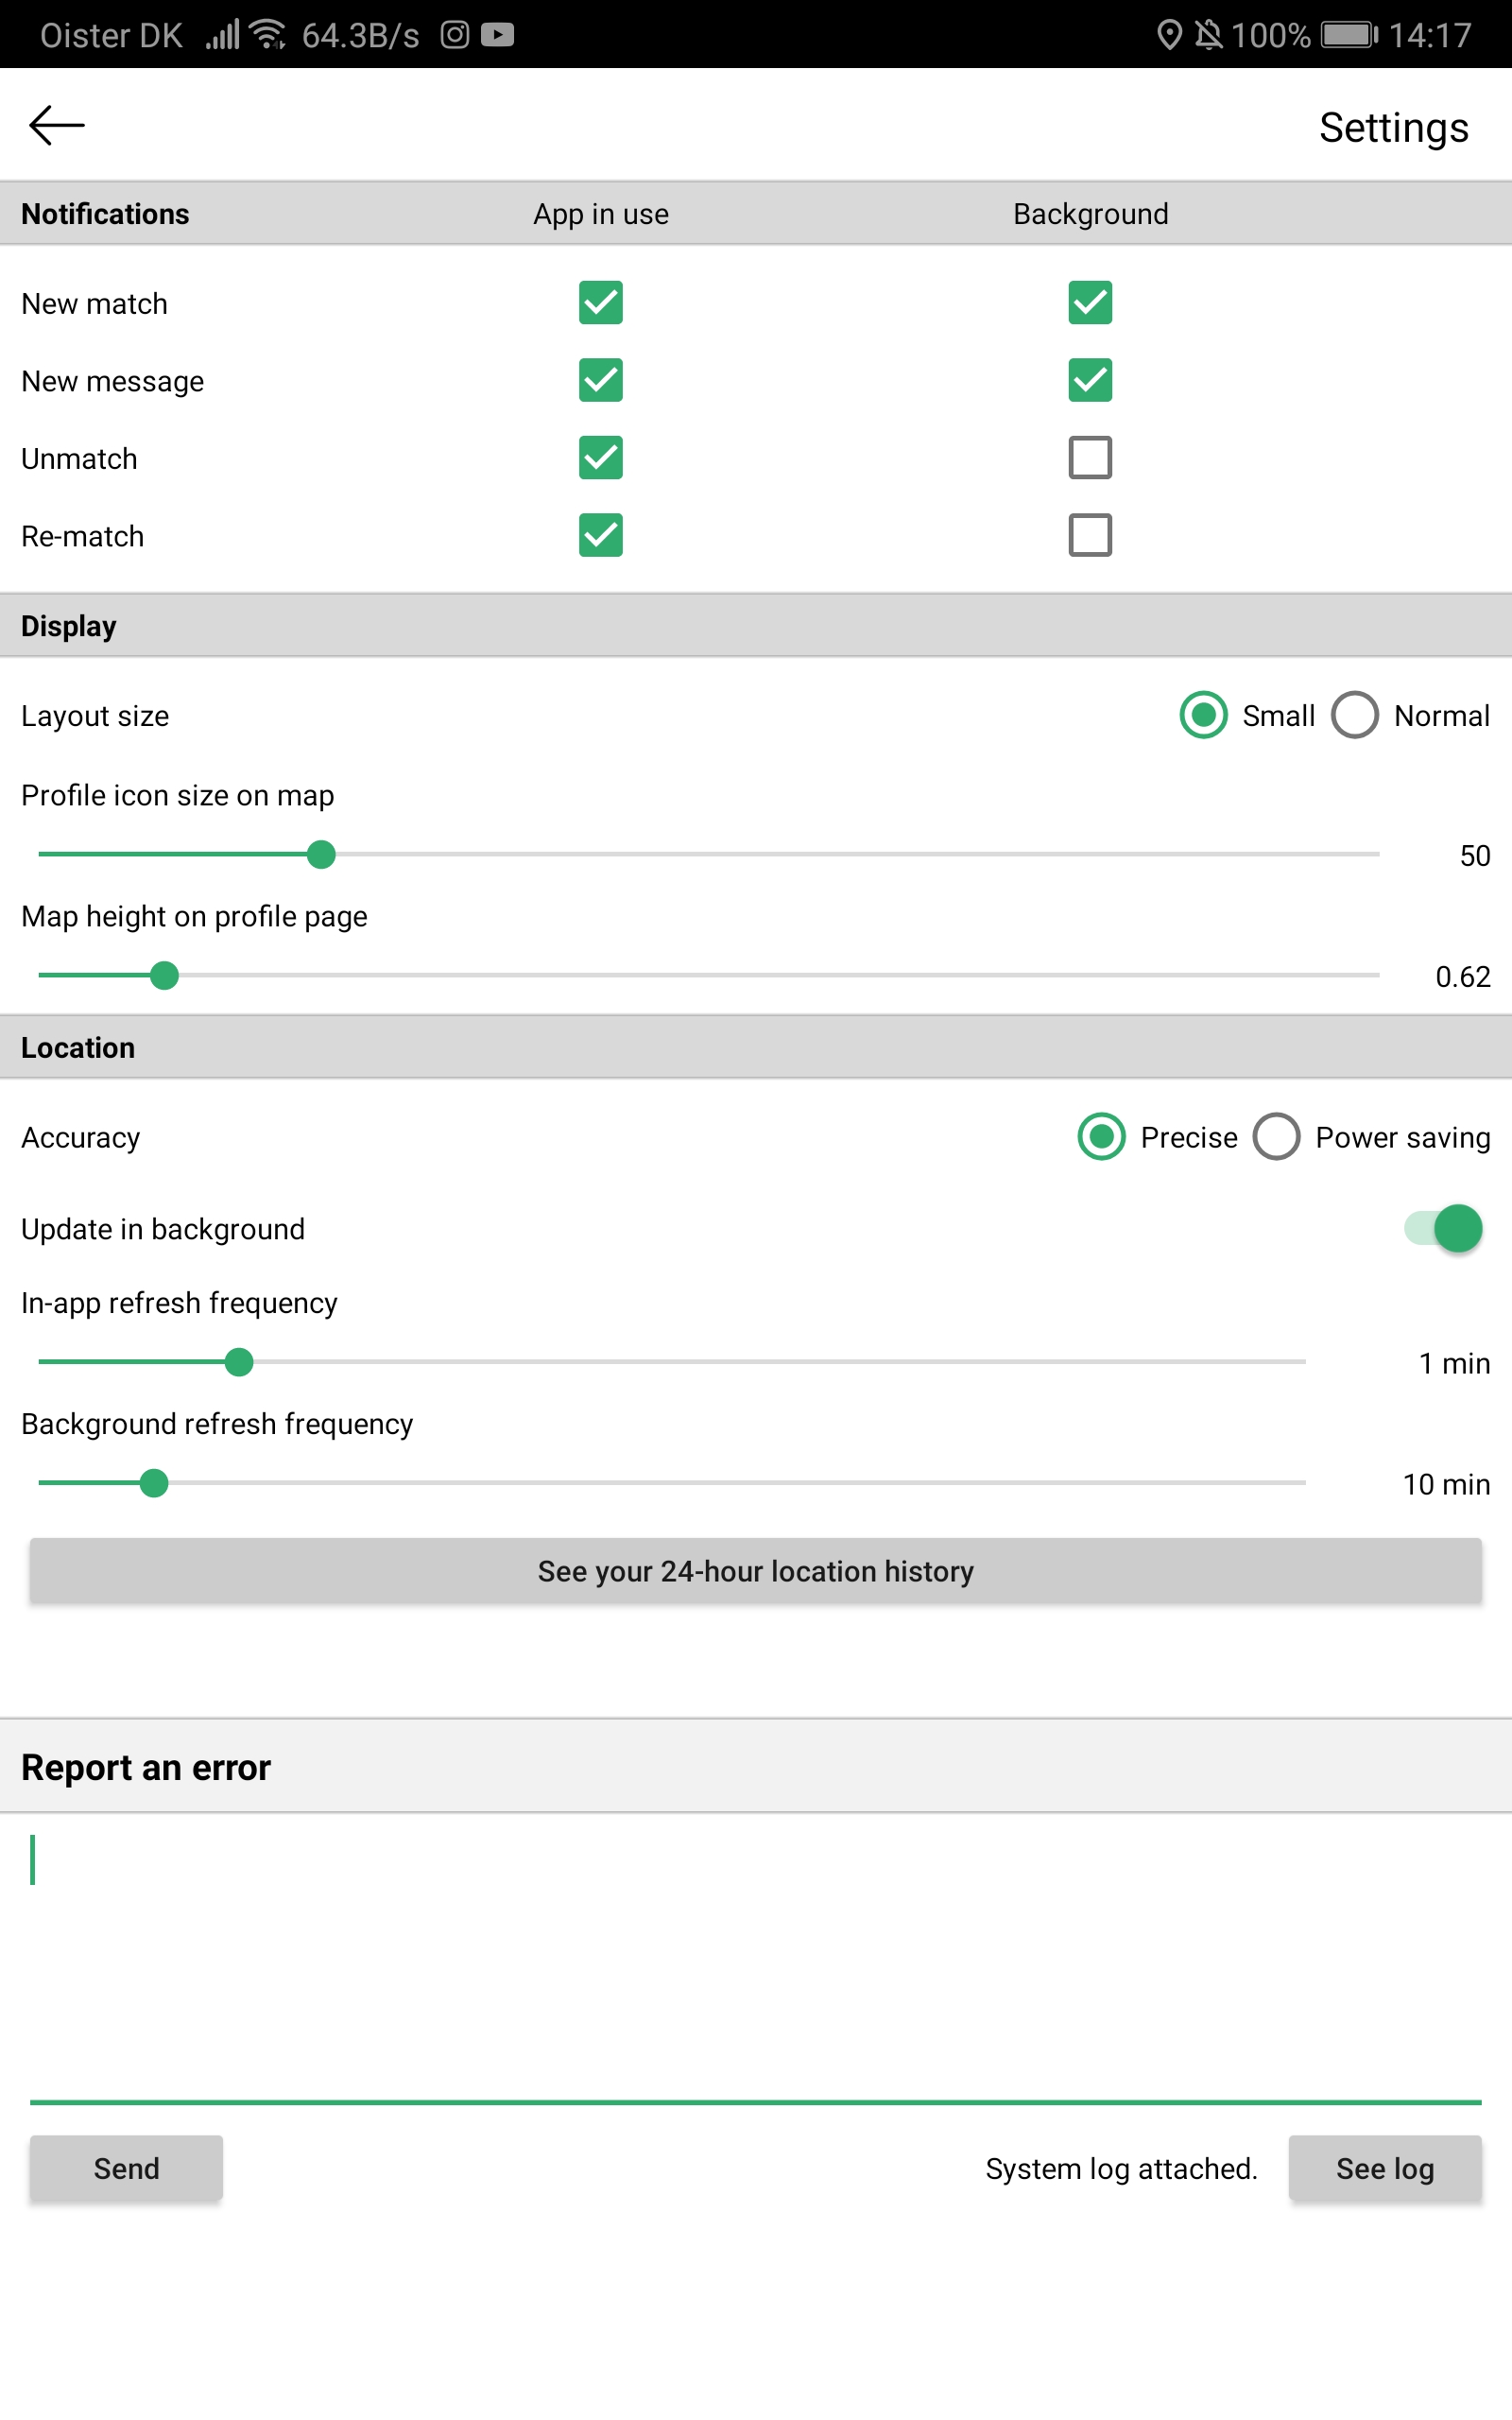 Oister DK 64.3B/s 100% 14:17
Settings
Notifications App in use Background
New match
New message
Unmatch
Re-match
Display
Layout size Small Normal
Profile icon size on map
50
Map height on profile page
0.62
Location
Accuracy Precise Power saving
Update in background
In-app refresh frequency
1 min
Background refresh frequency
10 min
See your 24-hour location history
Report an error
Send System log attached. See log